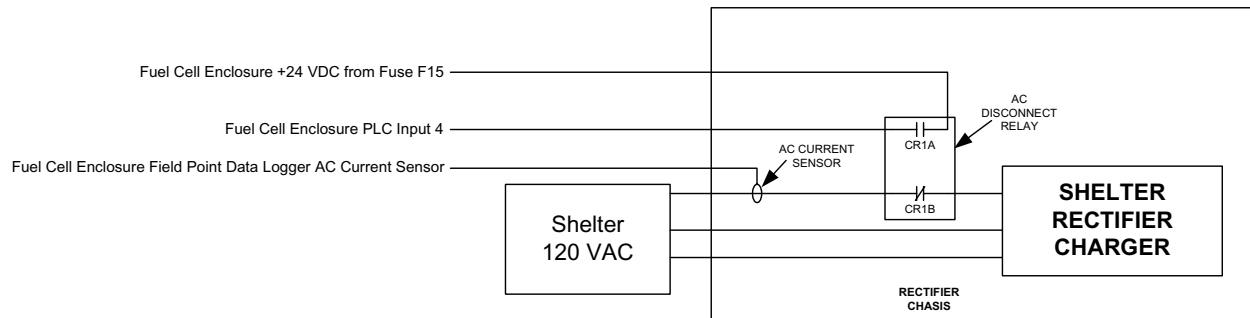 Fuel Cell Enclosure +24 VDC from Fuse F15
Fuel Cell Enclosure PLC Input 4
Fuel Cell Enclosure Field Point Data Logger AC Current Sensor
AC CURRENT
SENSOR
AC
DISCONNECT
RELAY
CR1A
CR1B
Shelter
120 VAC
SHELTER
RECTIFIER
CHARGER
RECTIFIER
CHASIS